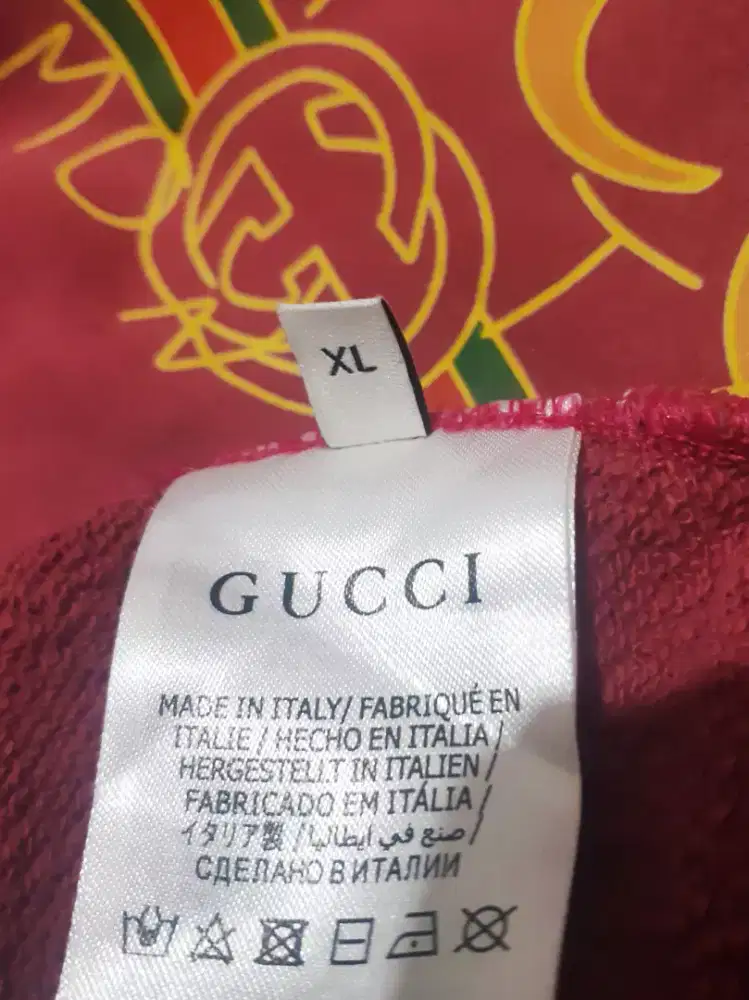 XL
GUCCI
MADE IN ITALY/ FABRIQUÉ EN
ITALIE / HECHO EN ITALIA /
HERGESTELLT IN ITALIEN /
FABRICADO EM ITÁLIA /
イタリア製 / صنع في ايطاليا /
СДЕЛАНО В ИТАЛИИ